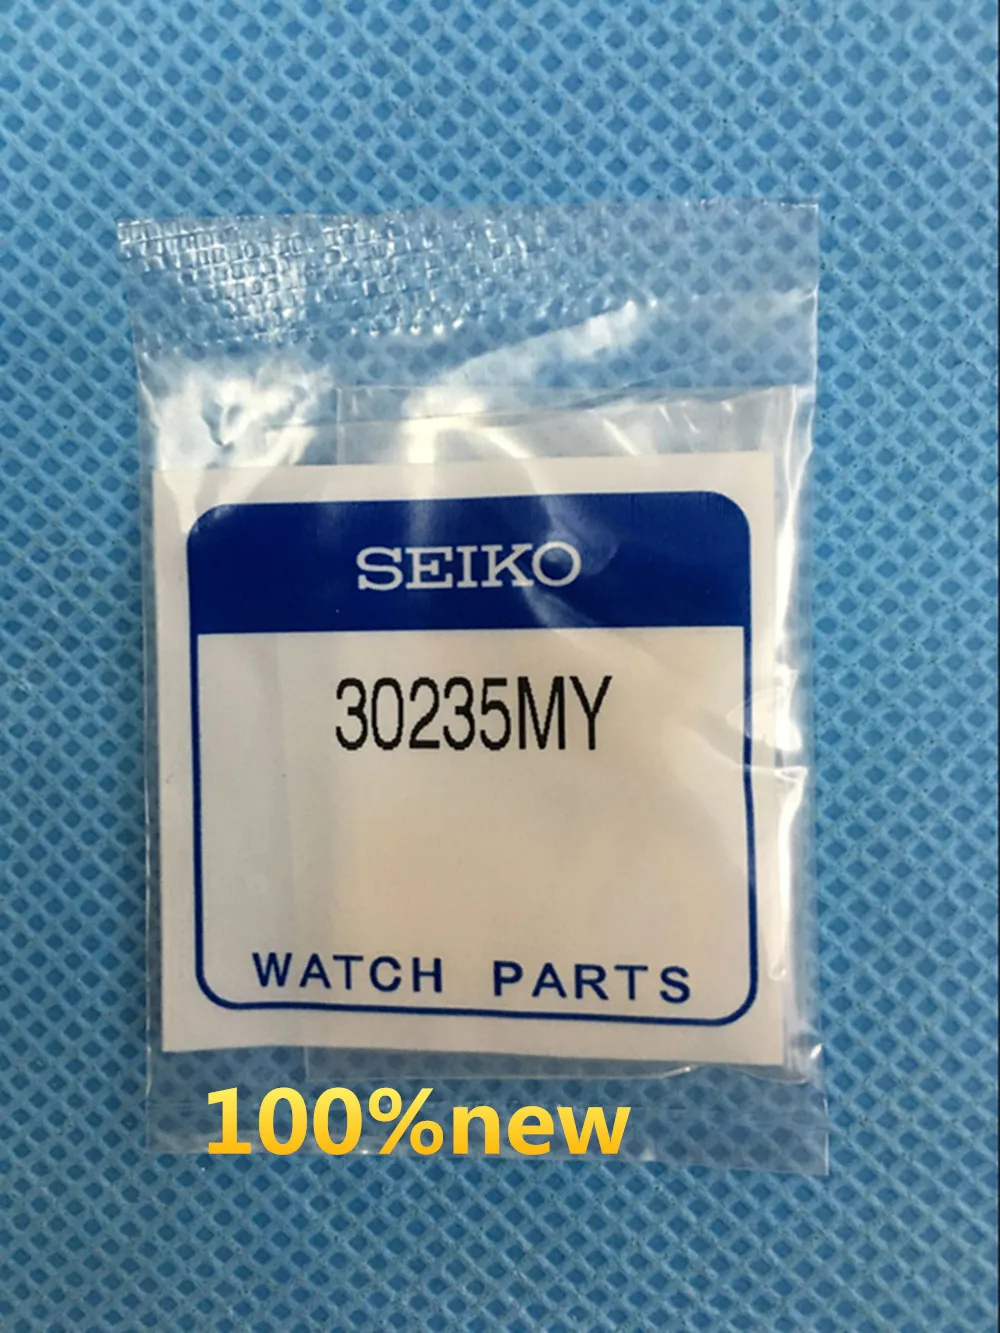 SEIKO
30235MY
WATCH PARTS
100%new